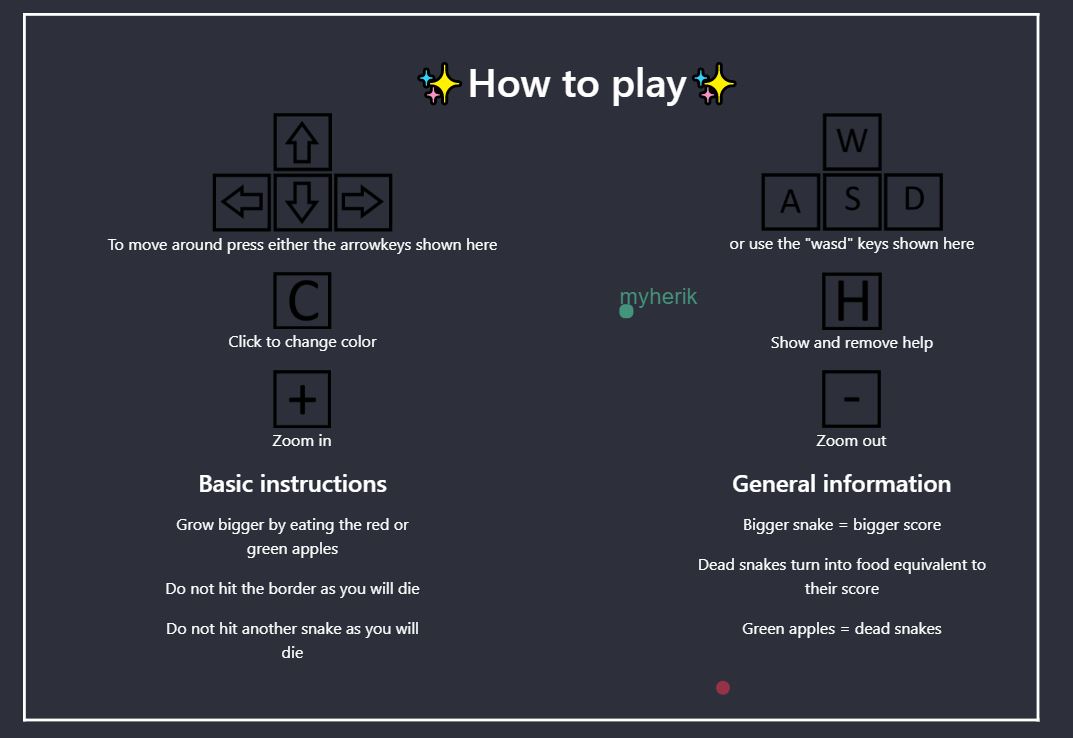 How to play
W
A S D
To move around press either the arrowkeys shown here
or use the "wasd" keys shown here
C
H
myherik
Click to change color
Show and remove help
+
-
Zoom in
Zoom out
Basic instructions
Grow bigger by eating the red or
green apples
Do not hit the border as you will die
Do not hit another snake as you will
die
General information
Bigger snake = bigger score
Dead snakes turn into food equivalent to
their score
Green apples = dead snakes